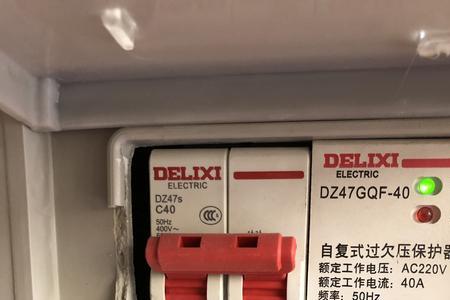 DELIXI
ELECTRIC
DZ47s
C40
50Hz
400V~
DELIXI
ELECTRIC
DZ47GQF-40
自复式过欠压保护器
额定工作电压: AC220V
额定工作电流: 40A
频率: 50Hz